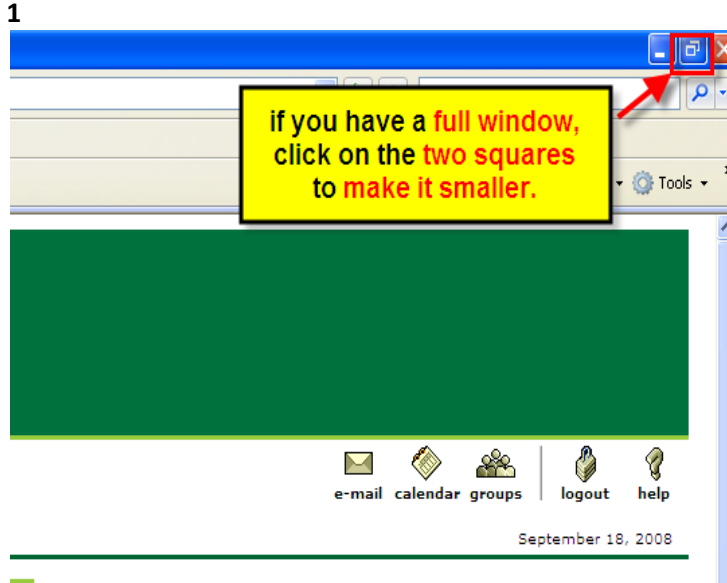 1
if you have a full window,
click on the two squares
to make it smaller.
Tools
e-mail calendar groups logout help
September 18, 2008